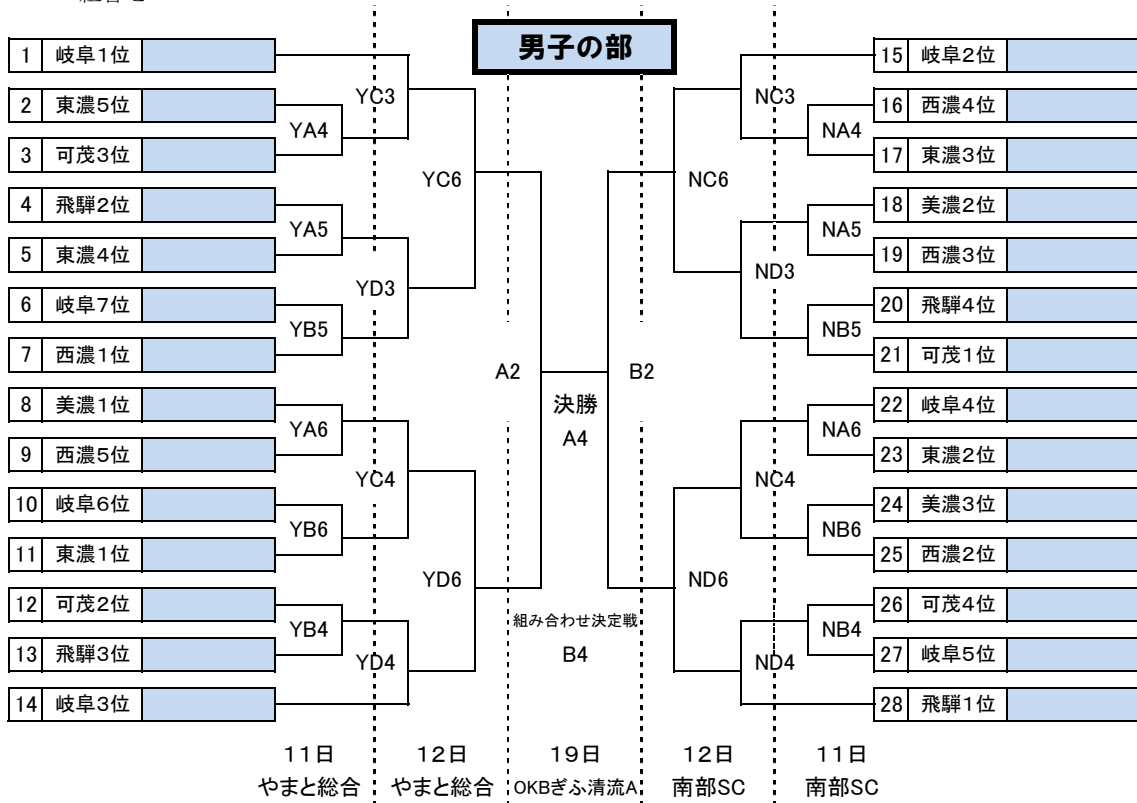 男子の部
1 岐阜1位
2 東濃5位
3 可茂3位
4 飛騨2位
5 東濃4位
6 岐阜7位
7 西濃1位
8 美濃1位
9 西濃5位
10 岐阜6位
11 東濃1位
12 可茂2位
13 飛騨3位
14 岐阜3位
YA4
YA5
YB5
YA6
YB6
YB4
YC3
YD3
YC4
YD4
YC6
YD6
A2
決勝
A4
組み合わせ決定戦
B4
B2
NC6
ND6
NC3
ND3
NC4
ND4
NA4
NA5
NB5
NA6
NB6
NB4
15 岐阜2位
16 西濃4位
17 東濃3位
18 美濃2位
19 西濃3位
20 飛騨4位
21 可茂1位
22 岐阜4位
23 東濃2位
24 美濃3位
25 西濃2位
26 可茂4位
27 岐阜5位
28 飛騨1位
11日 12日 19日 12日 11日
やまと総合 やまと総合 OKBぎふ清流A 南部SC 南部SC